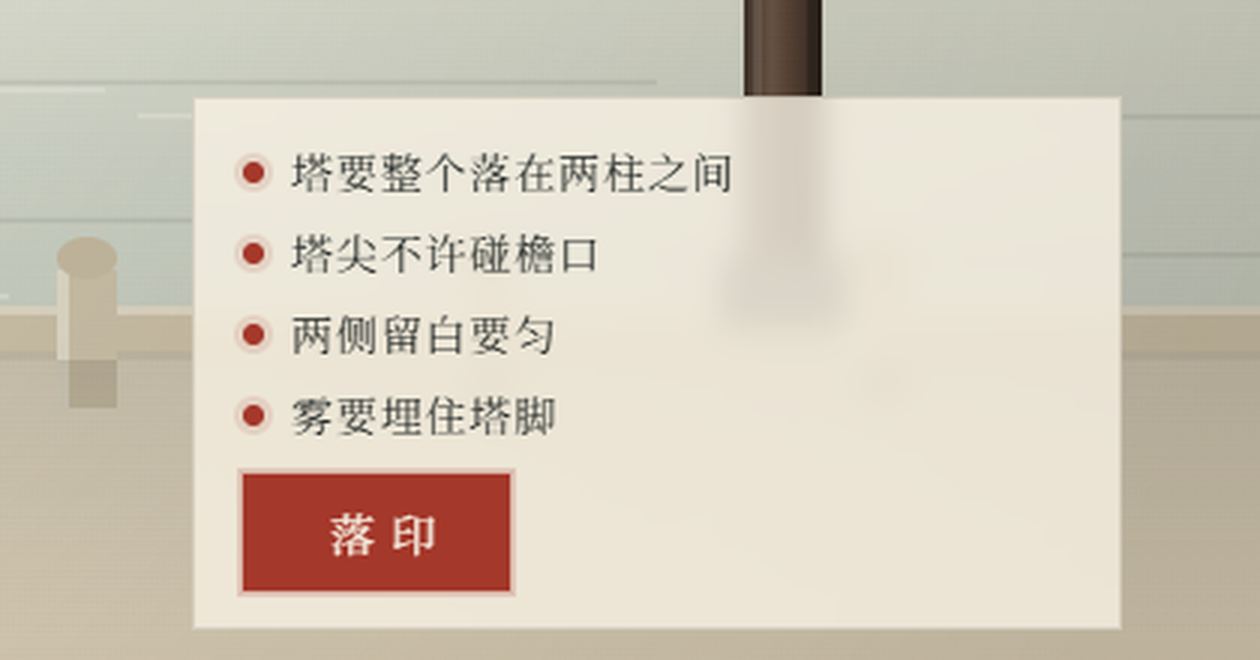 塔要整个落在两柱之间
塔尖不许碰檐口
两侧留白要匀
雾要埋住塔脚
落印